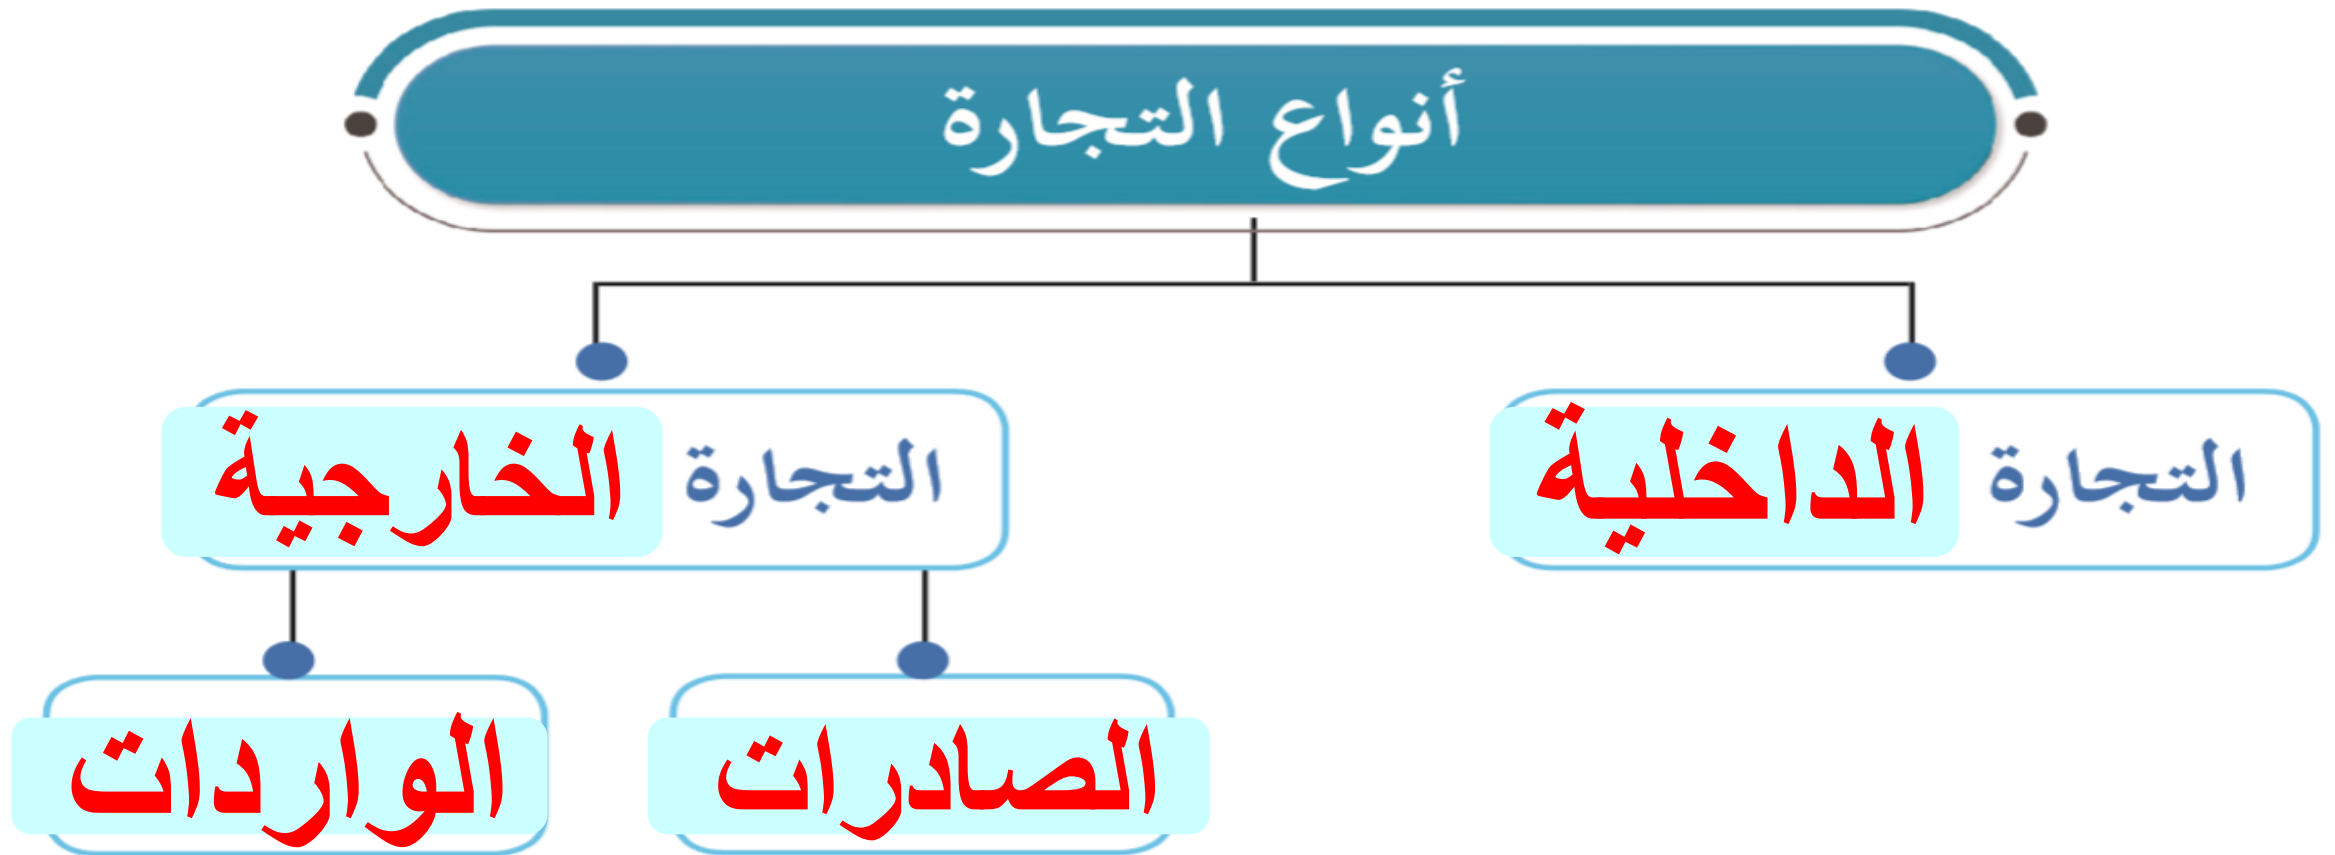 أنواع التجارة
التجارة الداخلية
التجارة الخارجية
الصادرات
الواردات